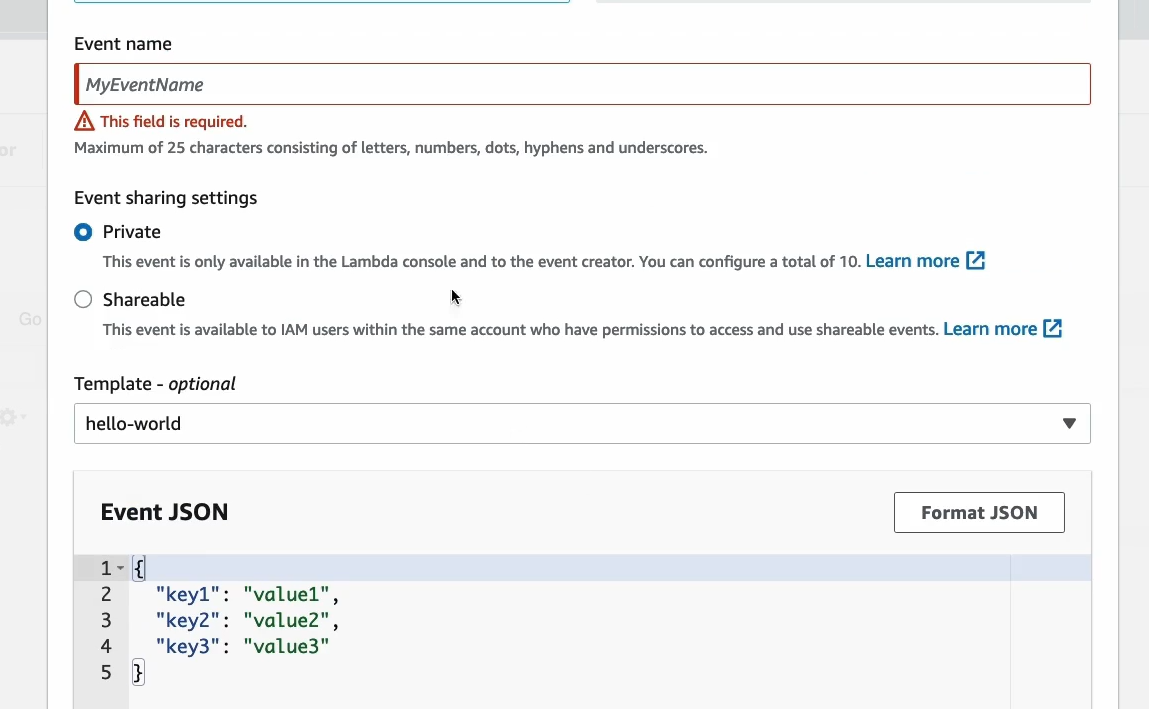 Event name
MyEventName
This field is required.
Maximum of 25 characters consisting of letters, numbers, dots, hyphens and underscores.
or
Event sharing settings
Private
This event is only available in the Lambda console and to the event creator. You can configure a total of 10. Learn more
Shareable
Go
This event is available to IAM users within the same account who have permissions to access and use shareable events. Learn more
Template - optional
hello-world
Event JSON
Format JSON
1 {
2 "key1": "value1",
3 "key2": "value2",
4 "key3": "value3"
5 }